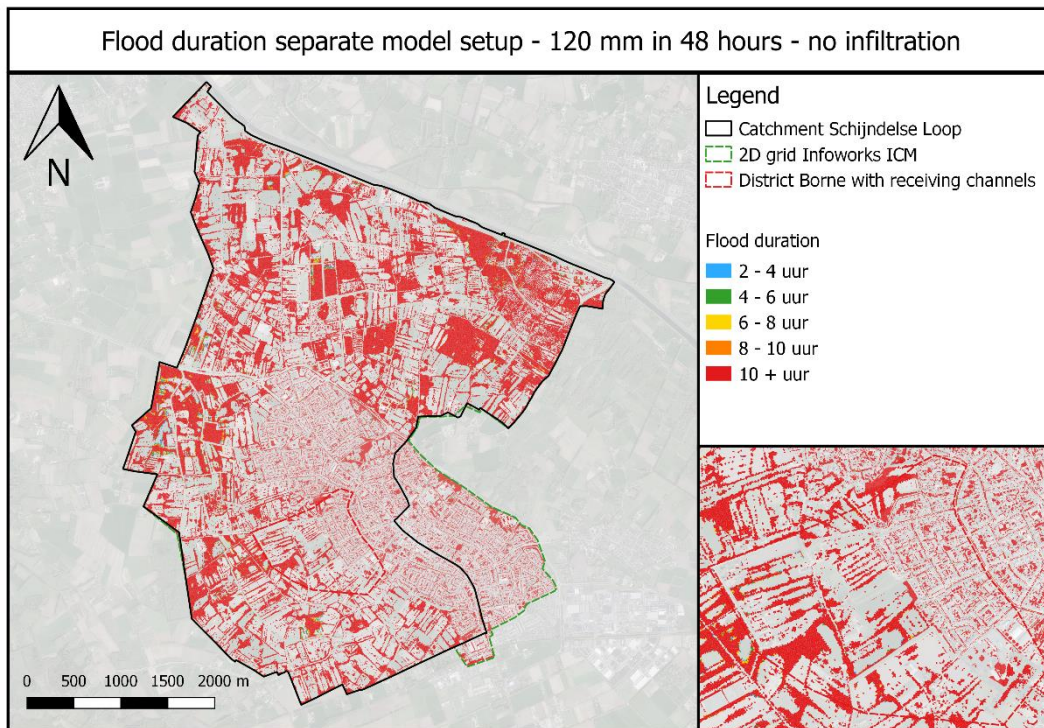 Flood duration separate model setup - 120 mm in 48 hours - no infiltration
N
Legend
Catchment Schijndelse Loop
2D grid Infoworks ICM
District Borne with receiving channels
Flood duration
2 - 4 uur
4 - 6 uur
6 - 8 uur
8 - 10 uur
10 + uur
0 500 1000 1500 2000 m